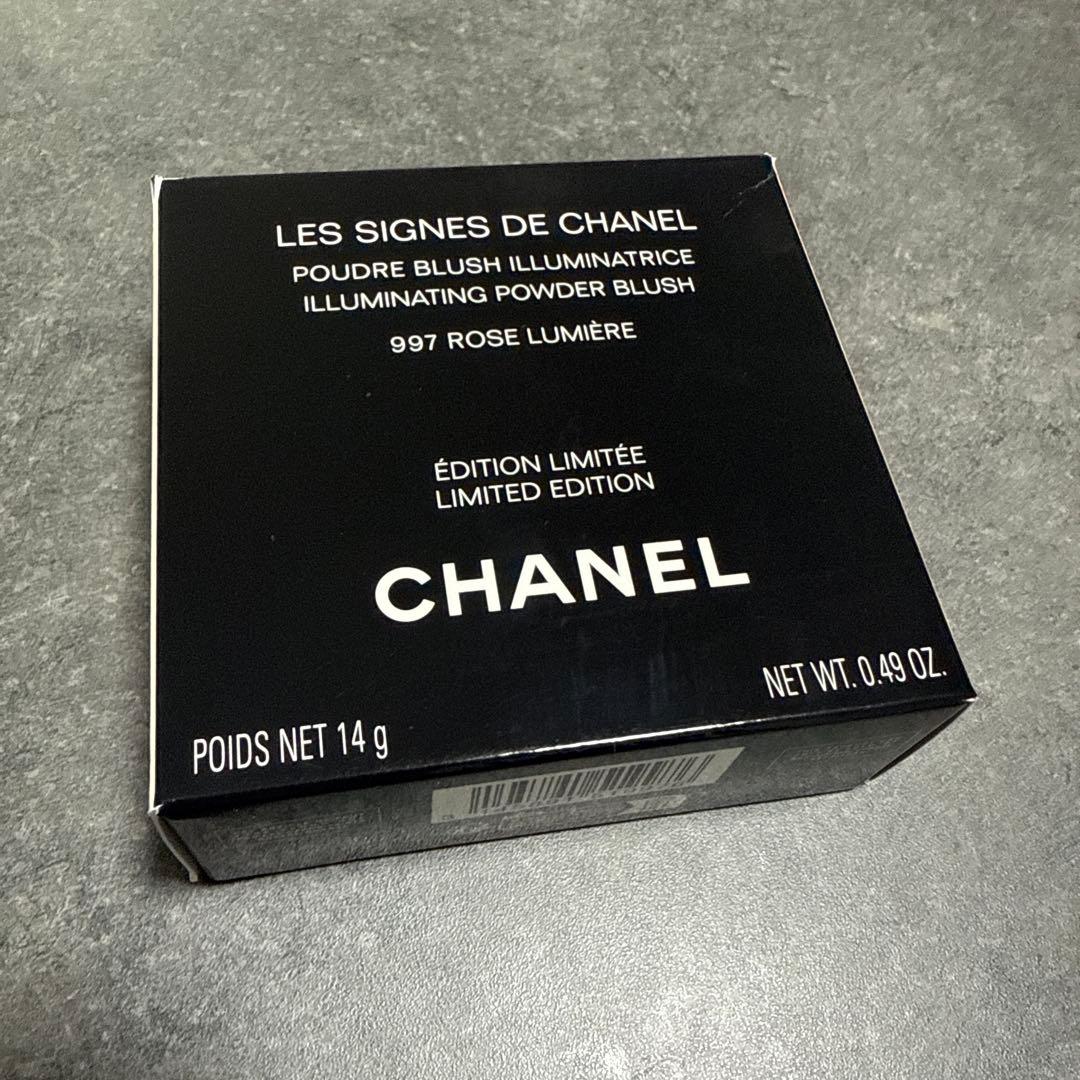 LES SIGNES DE CHANEL
POUDRE BLUSH ILLUMINATRICE
ILLUMINATING POWDER BLUSH
997 ROSE LUMIÈRE
ÉDITION LIMITÉE
LIMITED EDITION
CHANEL
POIDS NET 14 g
NET WT. 0.49 OZ.